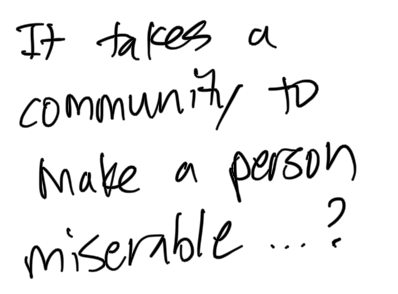 It takes a
community to
make a person
miserable ...?